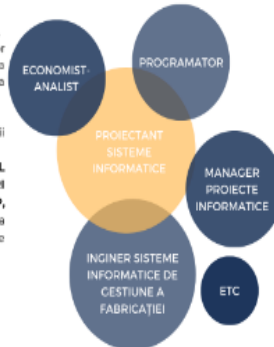 ECONOMIST-
ANALIST
PROGRAMATOR
PROIECTANT
SISTEME
INFORMATICE
MANAGER
PROIECTE
INFORMATICE
INGINER SISTEME
INFORMATICE DE
GESTIUNE A
FABRICAȚIEI
ETC